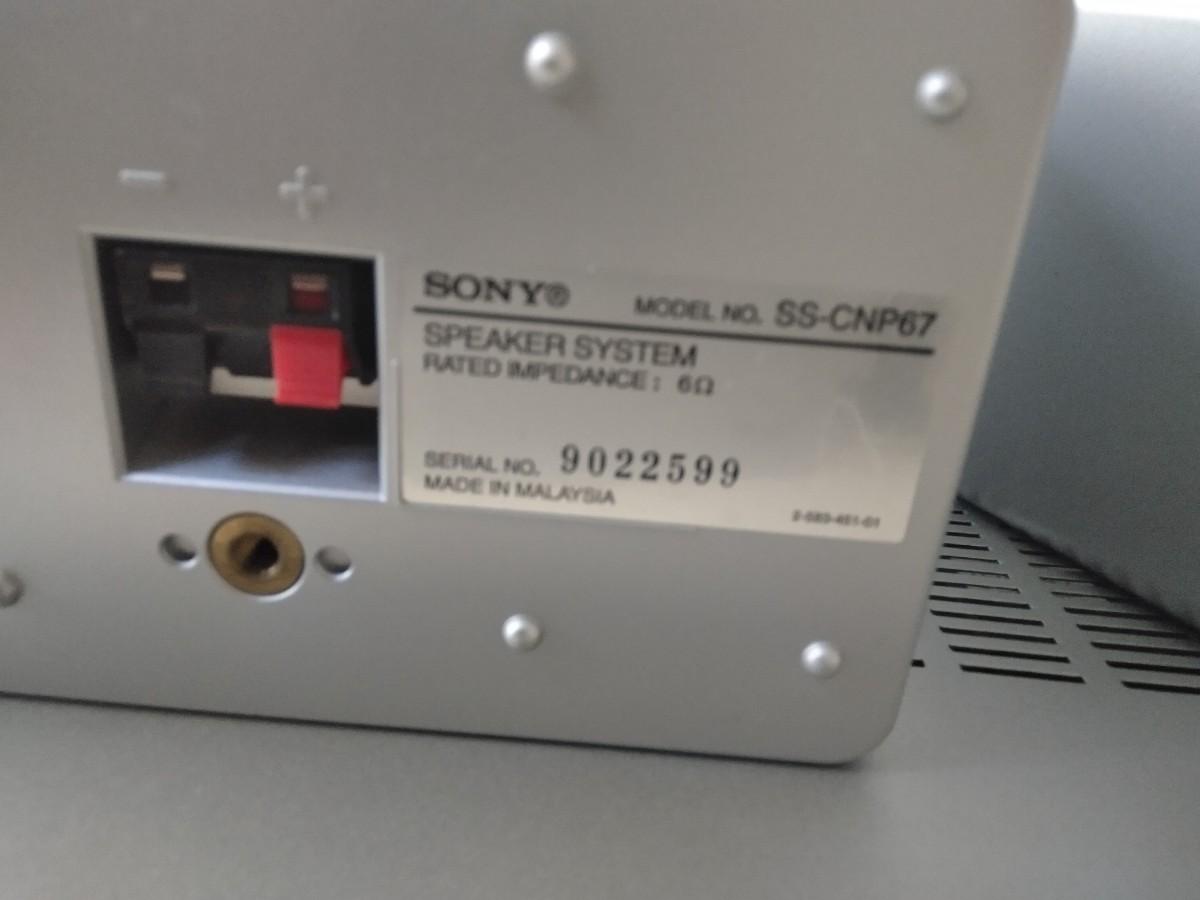 − +
SONY® MODEL NO. SS-CNP67
SPEAKER SYSTEM
RATED IMPEDANCE : 6Ω
SERIAL NO. 9022599
MADE IN MALAYSIA